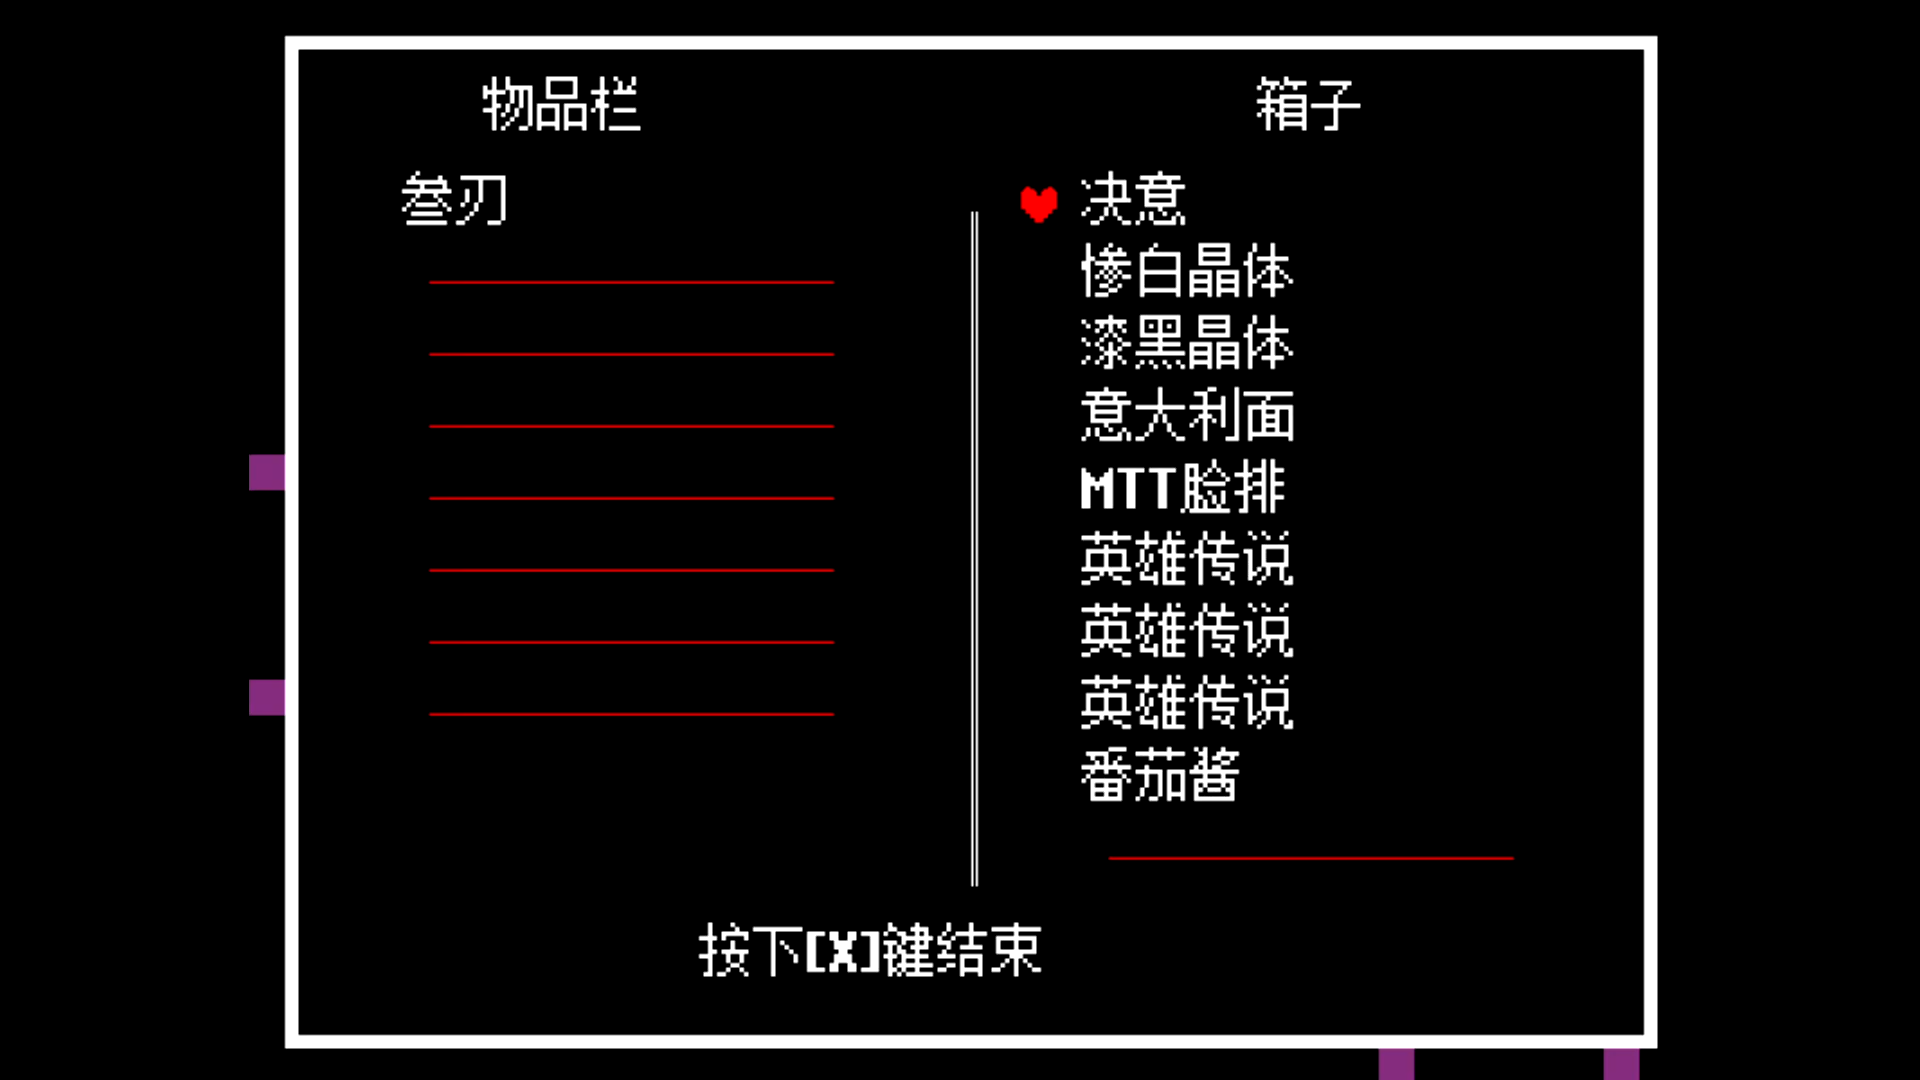 物品栏
箱子
叁刃
决意
惨白晶体
漆黑晶体
意大利面
MTT脸排
英雄传说
英雄传说
英雄传说
番茄酱
按下[X]键结束